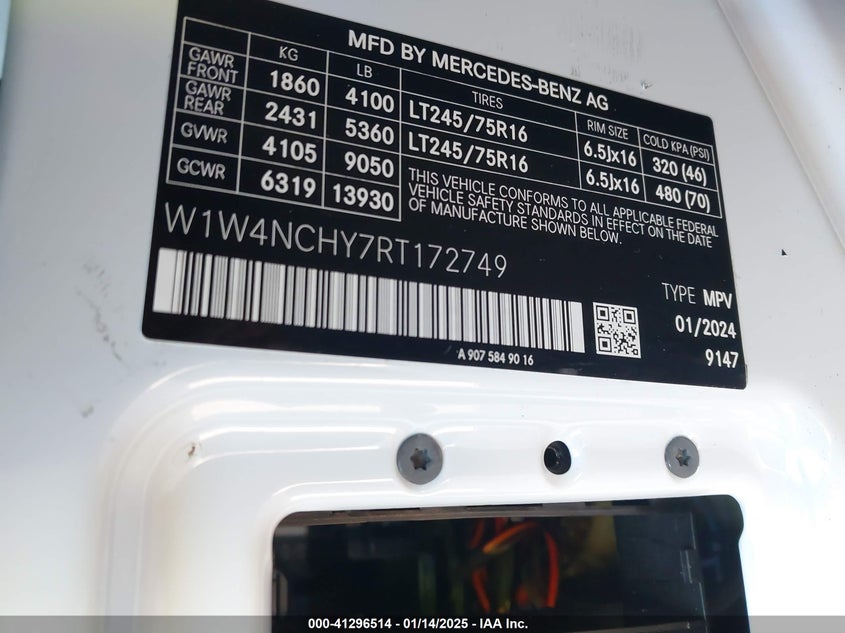 MFD BY MERCEDES-BENZ AG
KG LB TIRES RIM SIZE COLD KPA (PSI)
GAWR FRONT 1860 4100 LT245/75R16 6.5Jx16 320 (46)
GAWR REAR 2431 5360 LT245/75R16 6.5Jx16 480 (70)
GVWR 4105 9050
GCWR 6319 13930
THIS VEHICLE CONFORMS TO ALL APPLICABLE FEDERAL
VEHICLE SAFETY STANDARDS IN EFFECT ON THE DATE
OF MANUFACTURE SHOWN BELOW.
W1W4NCHY7RT172749
TYPE MPV
01/2024
9147
A 907 584 90 16
000-41296514 - 01/14/2025 - IAA Inc.